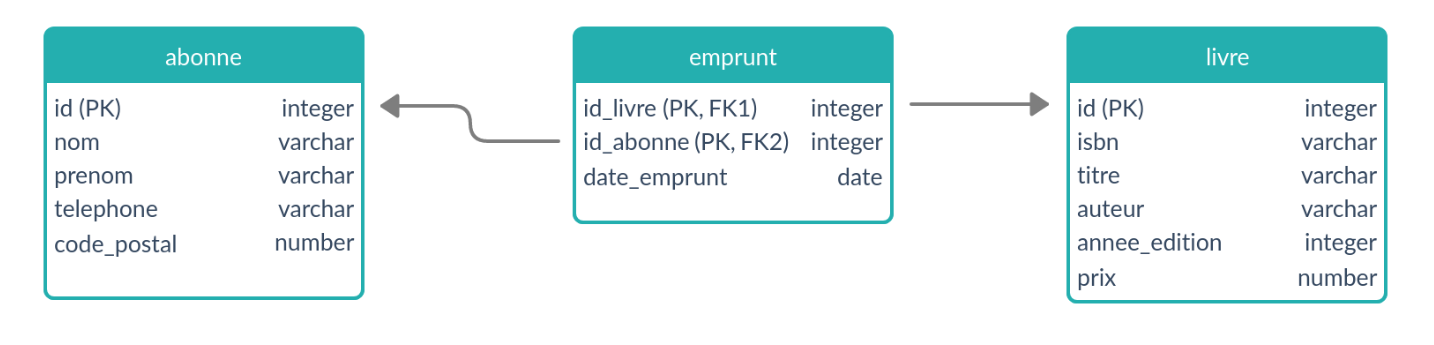 abonne
id (PK) integer
nom varchar
prenom varchar
telephone varchar
code_postal number
emprunt
id_livre (PK, FK1) integer
id_abonne (PK, FK2) integer
date_emprunt date
livre
id (PK) integer
isbn varchar
titre varchar
auteur varchar
annee_edition integer
prix number